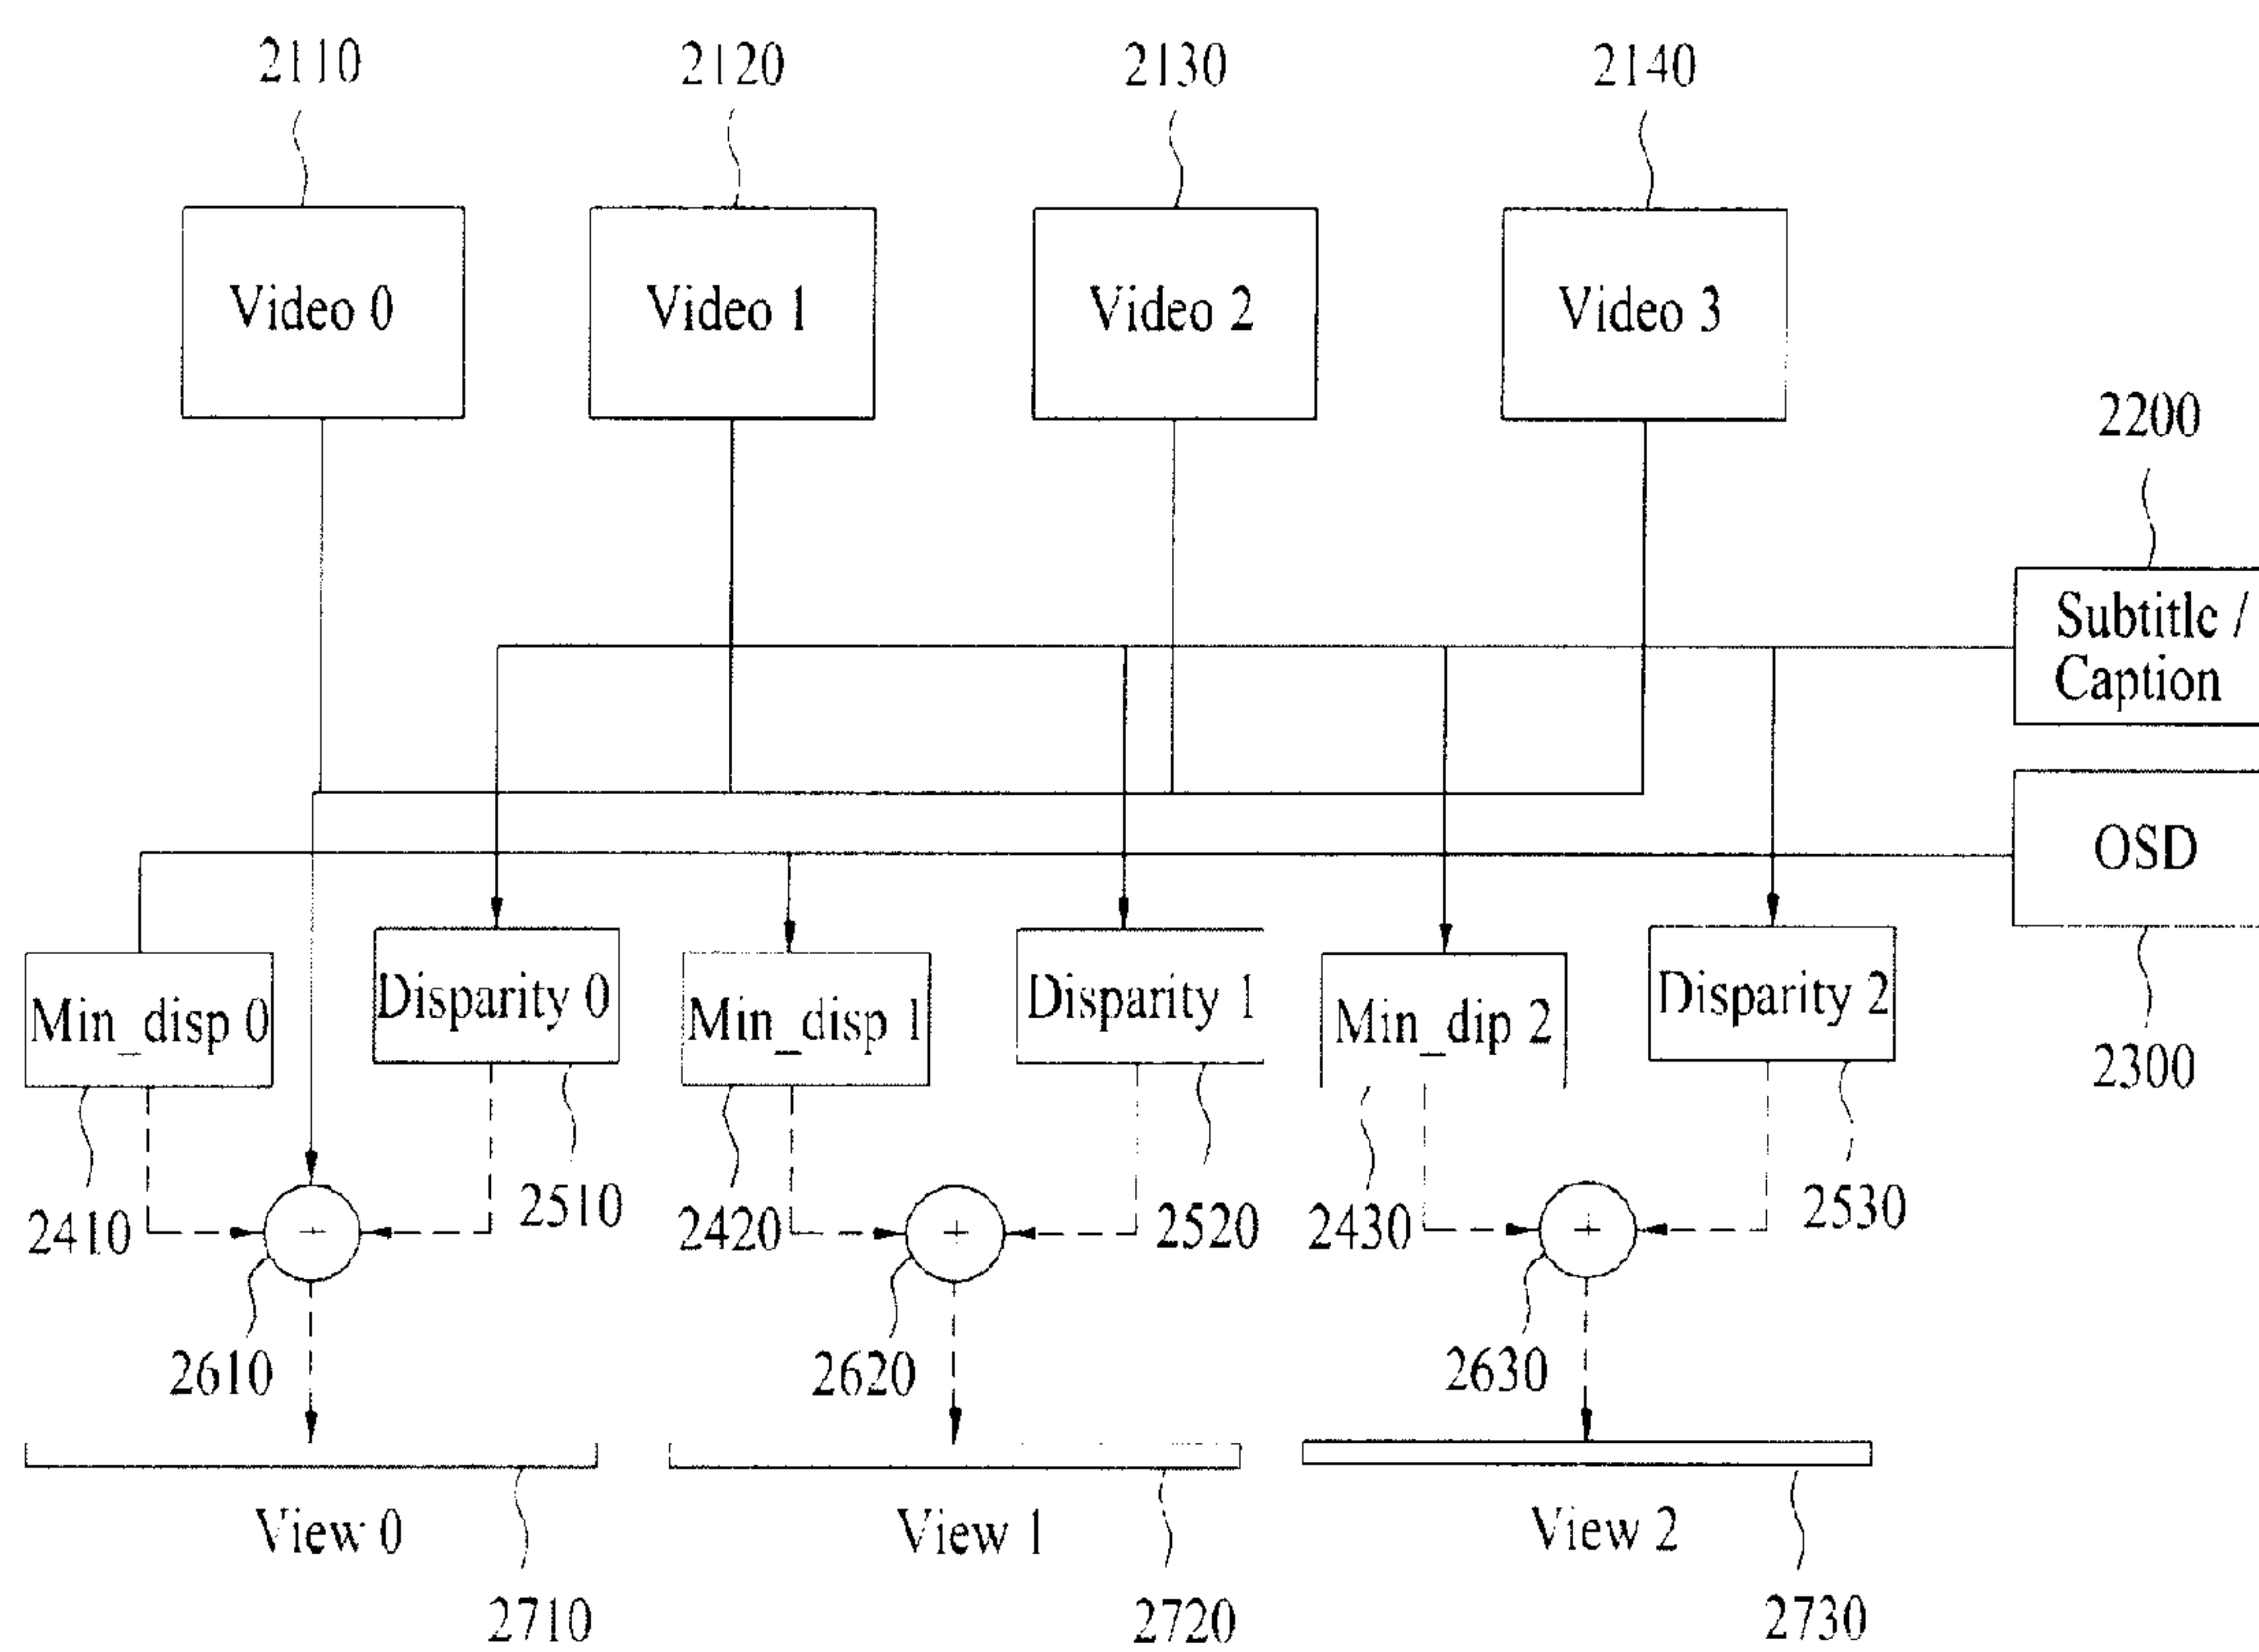 2110
2120
2130
2140
Video 0
Video 1
Video 2
Video 3
2200
Subtitle /
Caption
OSD
2300
Min_disp 0
Disparity 0
Min_disp 1
Disparity 1
Min_dip 2
Disparity 2
2410
2510
2420
2520
2430
2530
+
+
+
2610
2620
2630
View 0
View 1
View 2
2710
2720
2730